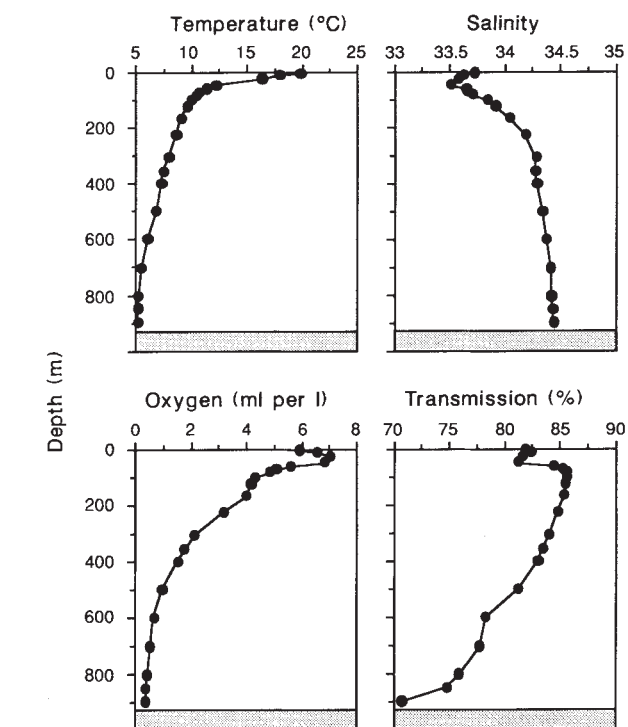 Temperature (°C)
5 10 15 20 25
Salinity
33 33.5 34 34.5 35
0
200
400
600
800
Depth (m)
Oxygen (ml per l)
0 2 4 6 8
Transmission (%)
70 75 80 85 90
0
200
400
600
800